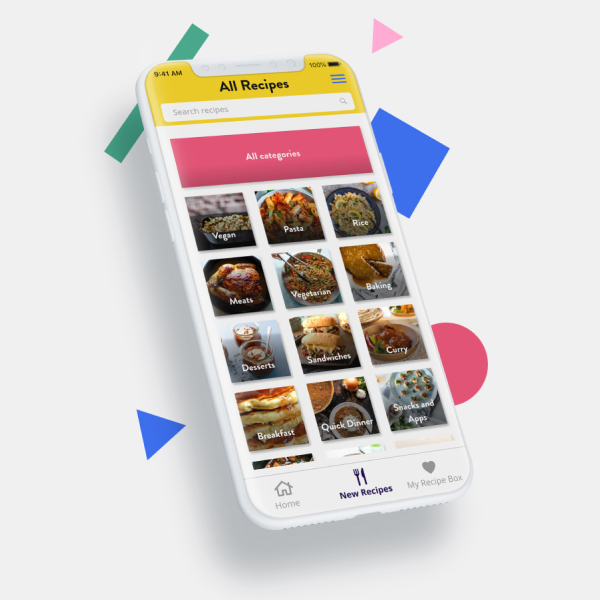 9:41 AM
100%
All Recipes
Search recipes
All categories
Vegan
Pasta
Rice
Meats
Vegetarian
Baking
Desserts
Sandwiches
Curry
Breakfast
Quick Dinner
Snacks and
Apps
Home
New Recipes
My Recipe Box